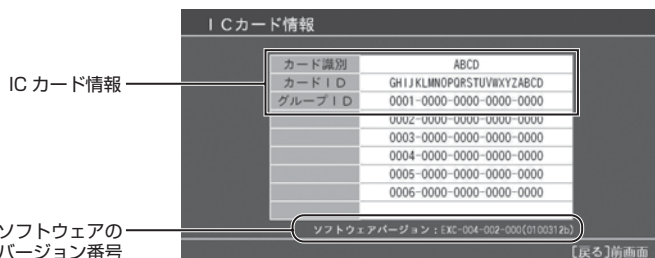 ICカード情報
カード識別 ABCD
カードID GHIJKLMNOPQRSTUVWXYZABCD
グループID 0001-0000-0000-0000-0000
0002-0000-0000-0000-0000
0003-0000-0000-0000-0000
0004-0000-0000-0000-0000
0005-0000-0000-0000-0000
0006-0000-0000-0000-0000
ソフトウェアバージョン:EXC-004-002-000(0100312b)
[戻る]前画面
IC カード情報
ソフトウェアの
バージョン番号